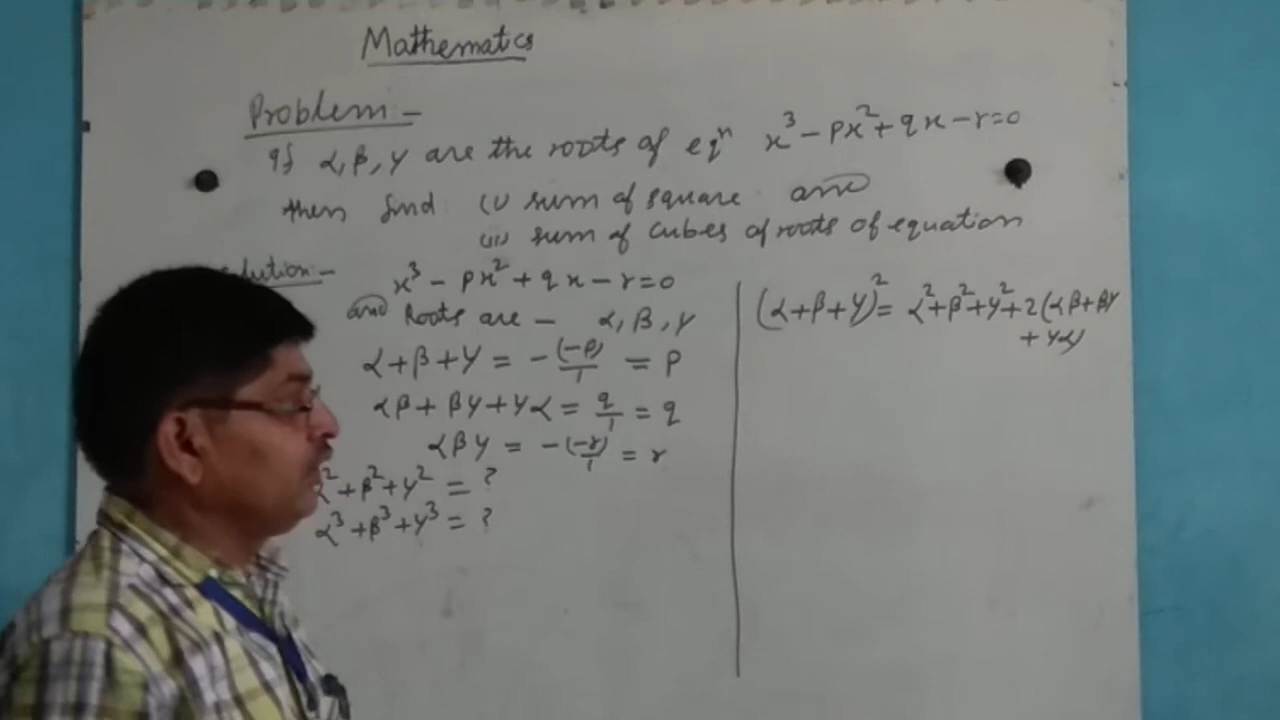 Mathematics
Problem -
If α, β, γ are the roots of eqⁿ x³ - px² + qx - r = 0
then find (i) sum of square and
(ii) sum of cubes of roots of equation
lution - x³ - px² + qx - r = 0
and Roots are - α, β, γ
α + β + γ = - (-p)/1 = p
αβ + βγ + γα = q/1 = q
αβγ = - (-r)/1 = r
α² + β² + γ² = ?
α³ + β³ + γ³ = ?
(α + β + γ)² = α² + β² + γ² + 2(αβ + βγ
+ γα)